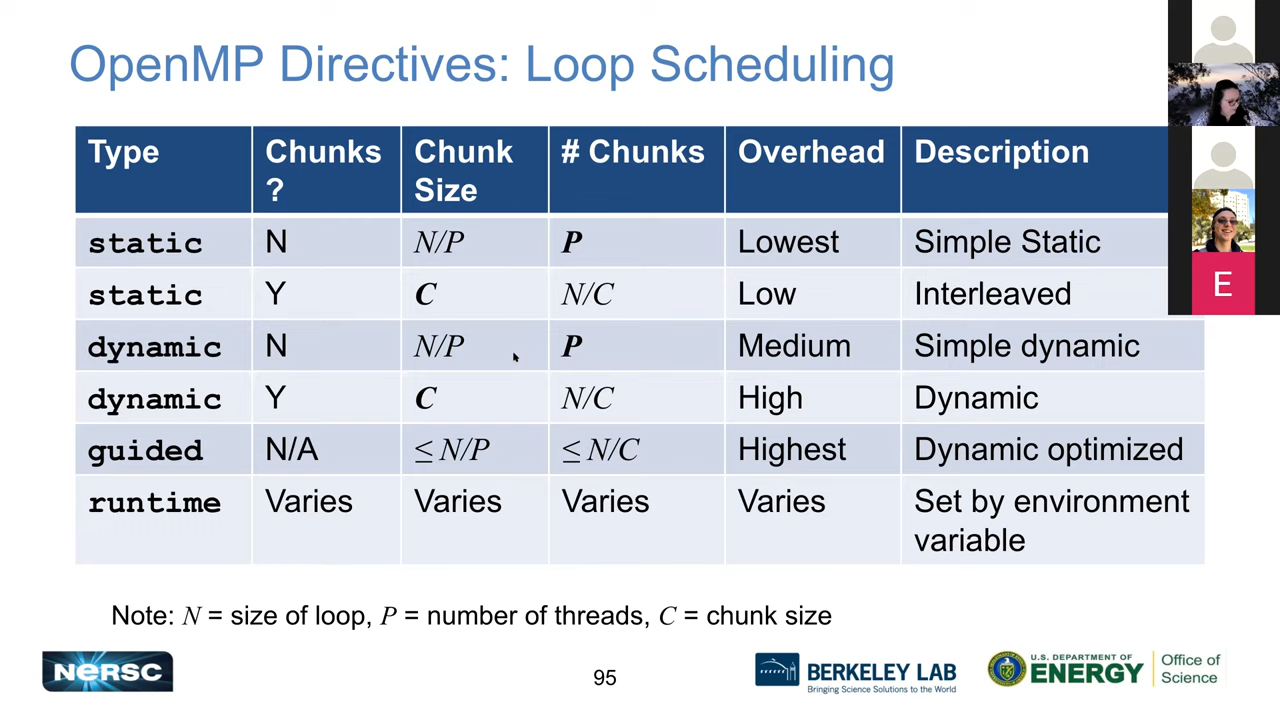 OpenMP Directives: Loop Scheduling
Type Chunks ? Chunk Size # Chunks Overhead Description
static N N/P P Lowest Simple Static
static Y C N/C Low Interleaved
dynamic N N/P P Medium Simple dynamic
dynamic Y C N/C High Dynamic
guided N/A ≤ N/P ≤ N/C Highest Dynamic optimized
runtime Varies Varies Varies Varies Set by environment
variable
Note: N = size of loop, P = number of threads, C = chunk size
E
NERSC
95
BERKELEY LAB
Bringing Science Solutions to the World
U.S. DEPARTMENT OF
ENERGY
Office of
Science